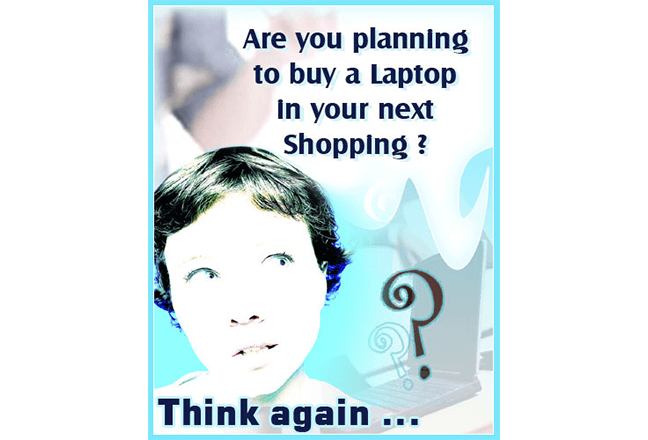 Are you planning
to buy a Laptop
in your next
Shopping ?
Think again ...